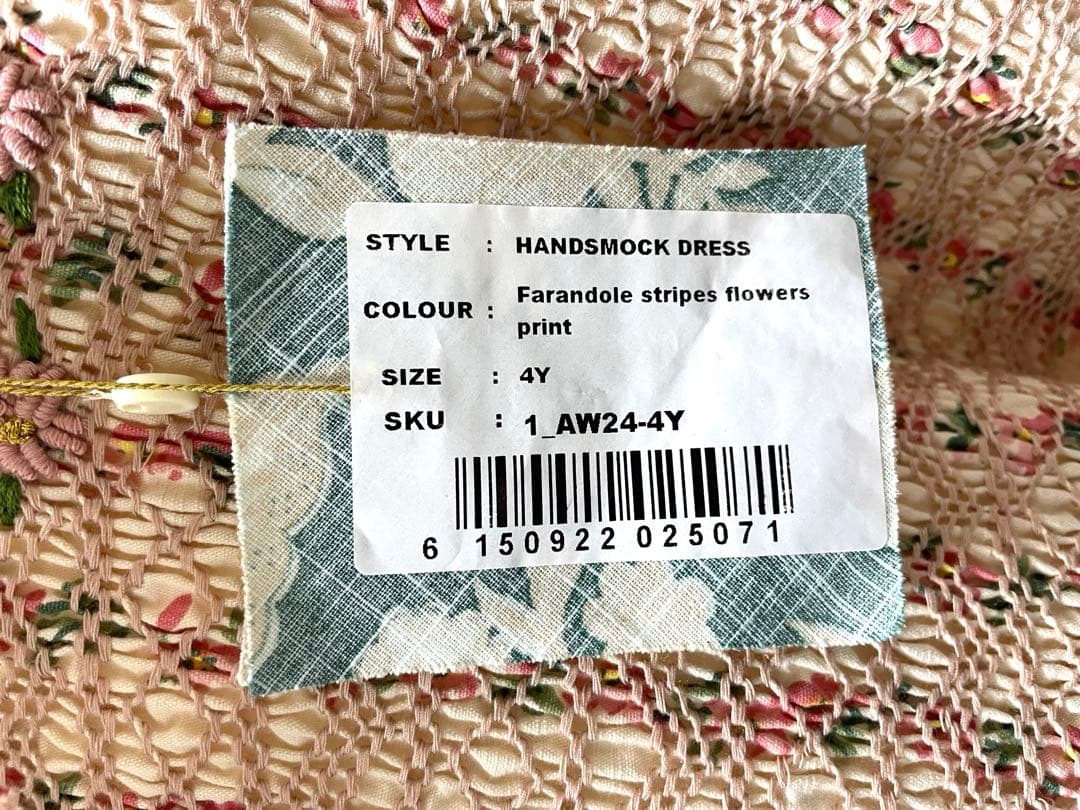 STYLE : HANDSMOCK DRESS
COLOUR : Farandole stripes flowers
print
SIZE : 4Y
SKU : 1_AW24-4Y
6 150922 025071